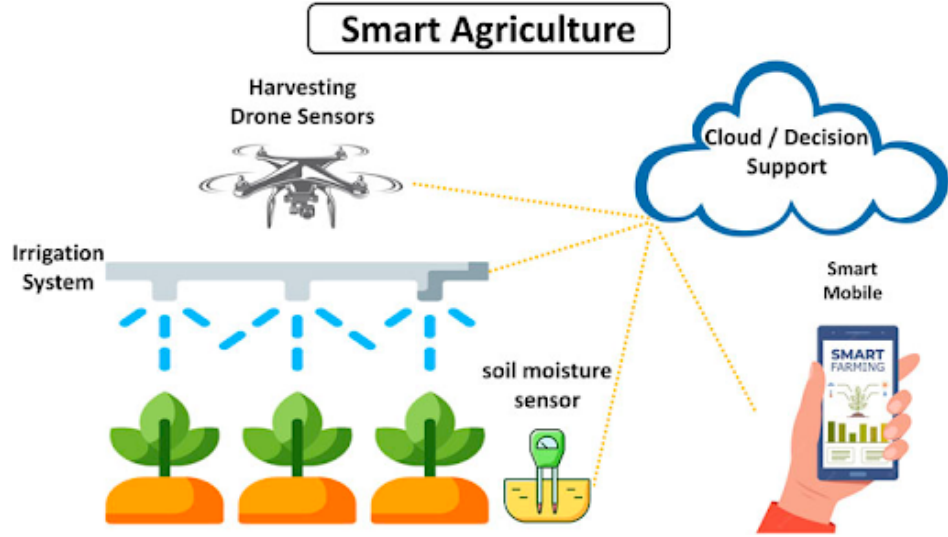 Smart Agriculture
Harvesting
Drone Sensors
Cloud / Decision
Support
Irrigation
System
Smart
Mobile
SMART
FARMING
soil moisture
sensor